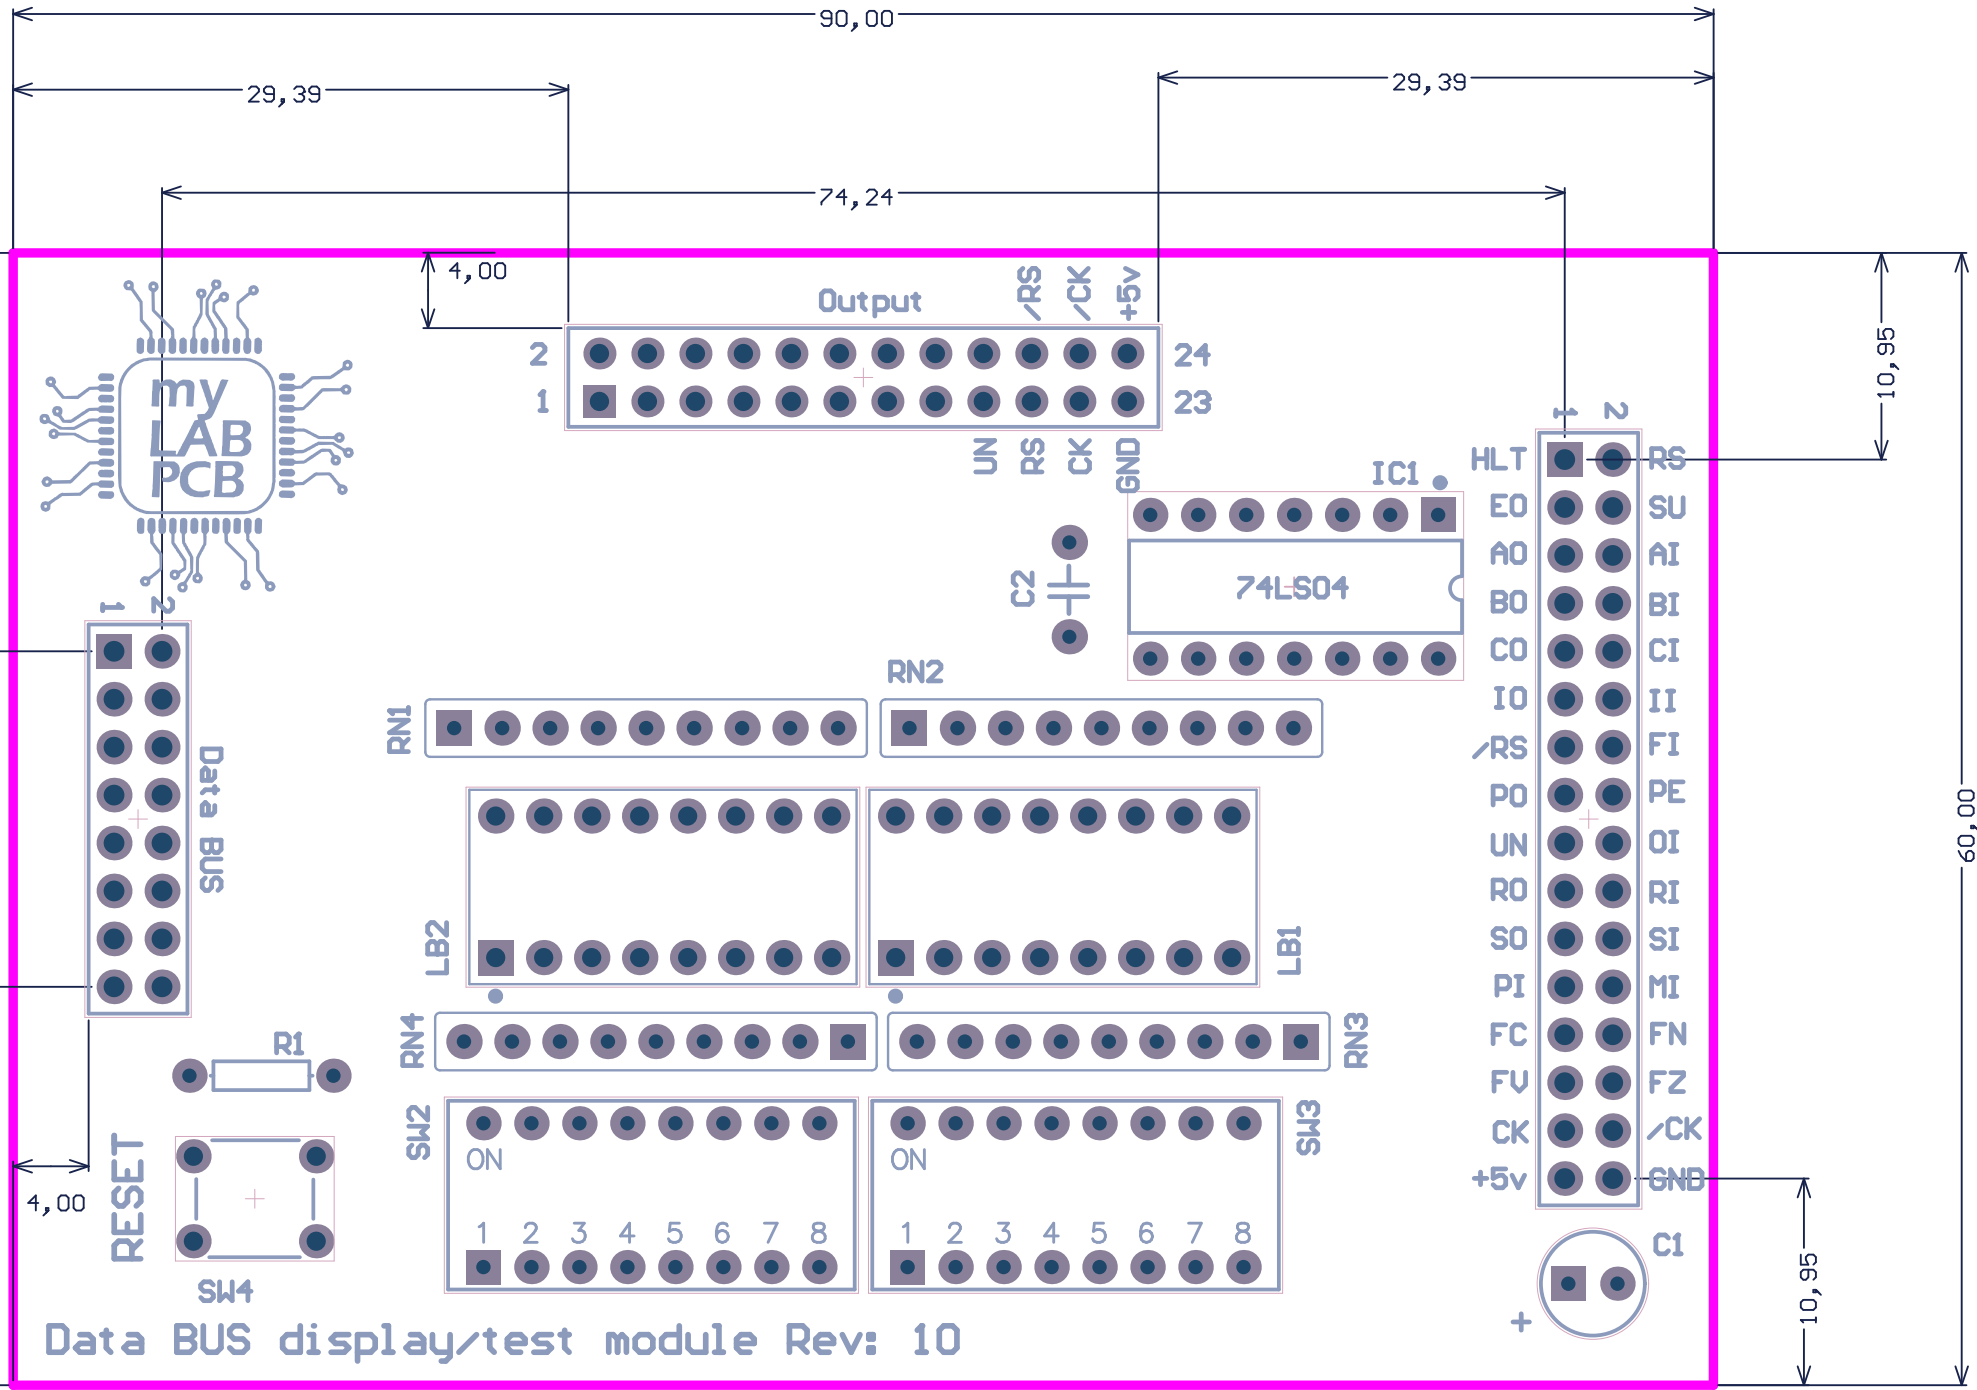 90,00
29,39
29,39
74,24
4,00
10,95
60,00
my
LAB
PCB
Output
/RS
/CK
+5v
2
24
1
23
UN
RS
CK
GND
1
2
HLT RS
EO SU
AO AI
BO BI
CO CI
IO II
/RS FI
PO PE
UN OI
RO RI
SO SI
PI MI
FC FN
FV FZ
CK /CK
+5v GND
IC1
74LS04
C2
1
2
Data BUS
RN2
RN1
LB2
LB1
RN4
RN3
R1
SW2
SW3
ON
ON
1 2 3 4 5 6 7 8
1 2 3 4 5 6 7 8
RESET
4,00
SW4
C1
+
10,95
Data BUS display/test module Rev: 10